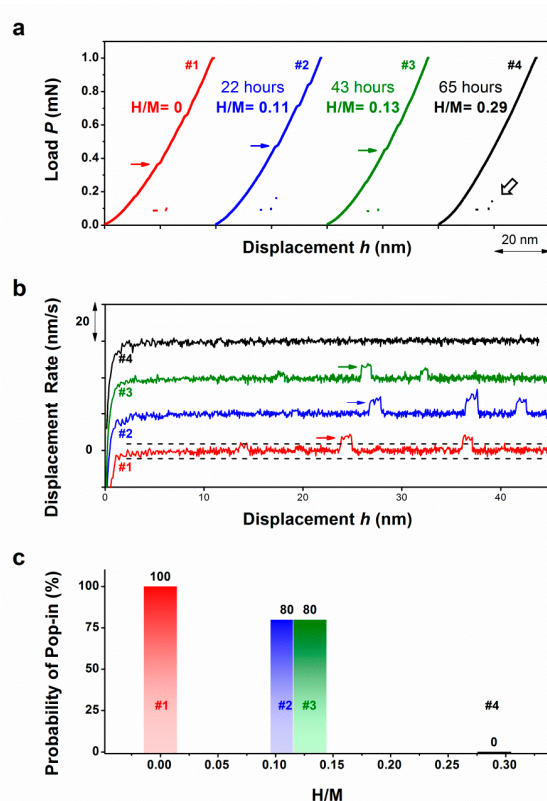 a
#1
#2
#3
#4
22 hours
43 hours
65 hours
H/M= 0
H/M= 0.11
H/M= 0.13
H/M= 0.29
1.0
0.8
0.6
0.4
0.2
0.0
Load P (mN)
Displacement h (nm)
20 nm
b
20
0
#4
#3
#2
#1
Displacement Rate (nm/s)
0 10 20 30 40
Displacement h (nm)
c
100
80 80
0
#1
#2
#3
#4
100
75
50
25
0
Probability of Pop-in (%)
0.00 0.05 0.10 0.15 0.20 0.25 0.30
H/M